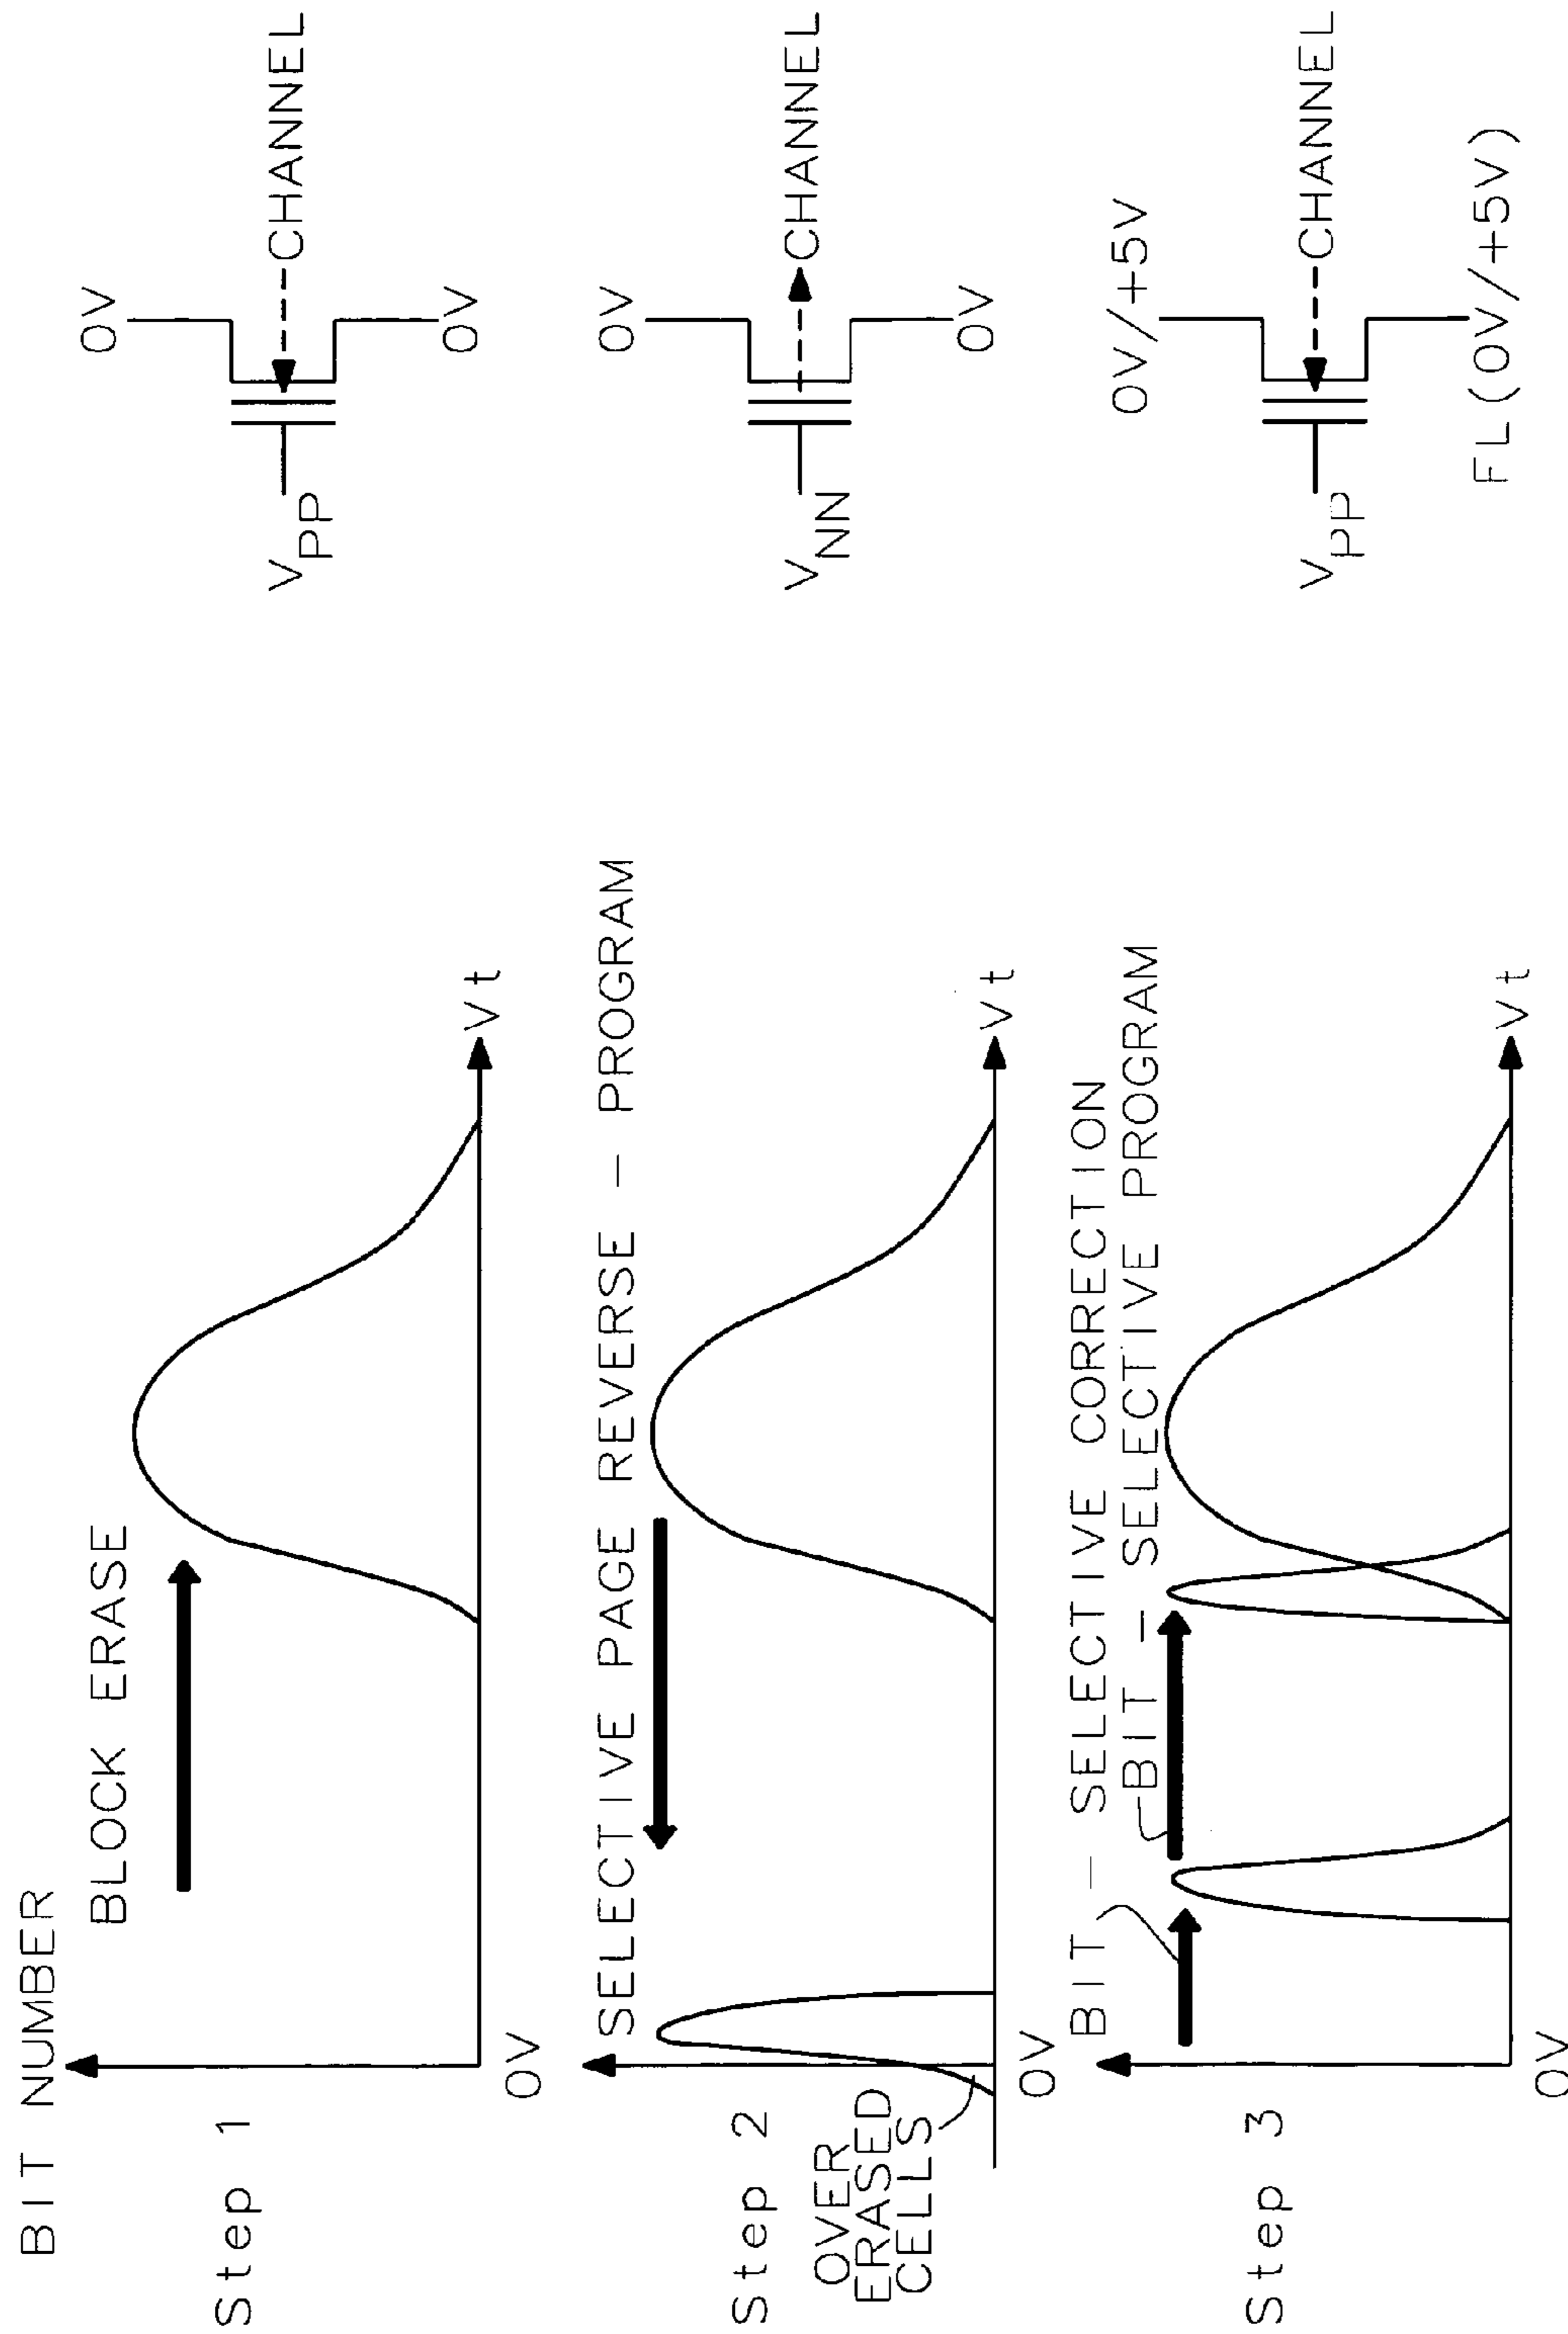 BIT NUMBER
BLOCK ERASE
Step 1
0V
Vt
0V
VPP
CHANNEL
0V
SELECTIVE PAGE REVERSE - PROGRAM
Step 2
OVER
ERASED
CELLS
0V
Vt
0V
VNN
CHANNEL
0V
BIT - SELECTIVE CORRECTION
BIT - SELECTIVE PROGRAM
Step 3
0V
Vt
0V/+5V
VPP
CHANNEL
FL(0V/+5V)